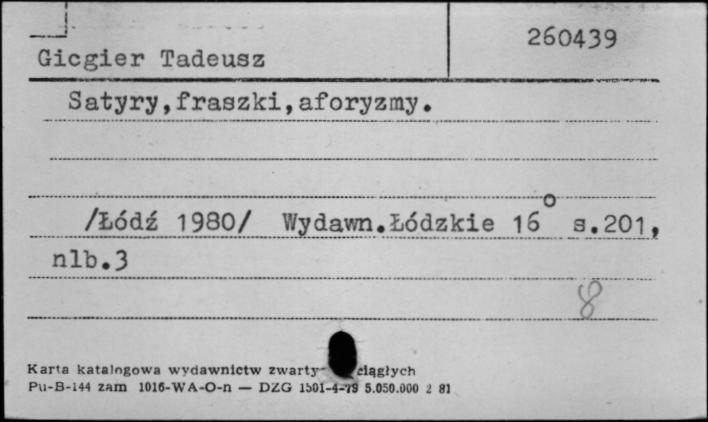 260439
Gicgier Tadeusz
Satyry,fraszki,aforyzmy.
/Łódź 1980/ Wydawn.Łódzkie 16° s.201,
nlb.3
8
Karta katalogowa wydawnictw zwarty ciągłych
Pu-B-144 zam 1016-WA-O-n — DZG 1501-4-79 5.050.000 2 81